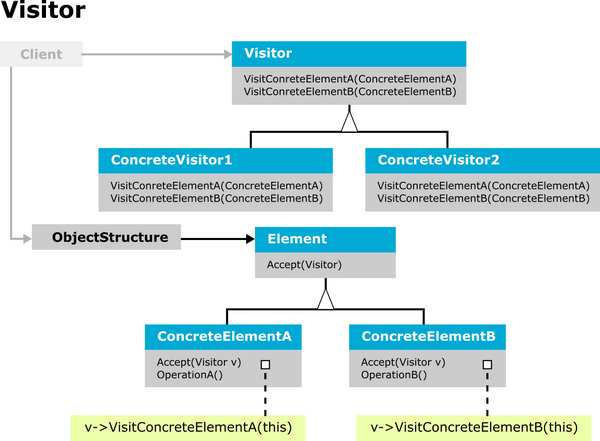 Visitor
Client
Visitor
VisitConreteElementA(ConcreteElementA)
VisitConreteElementB(ConcreteElementB)
ConcreteVisitor1
VisitConreteElementA(ConcreteElementA)
VisitConreteElementB(ConcreteElementB)
ConcreteVisitor2
VisitConreteElementA(ConcreteElementA)
VisitConreteElementB(ConcreteElementB)
ObjectStructure
Element
Accept(Visitor)
ConcreteElementA
Accept(Visitor v)
OperationA()
ConcreteElementB
Accept(Visitor v)
OperationB()
v->VisitConcreteElementA(this)
v->VisitConcreteElementB(this)